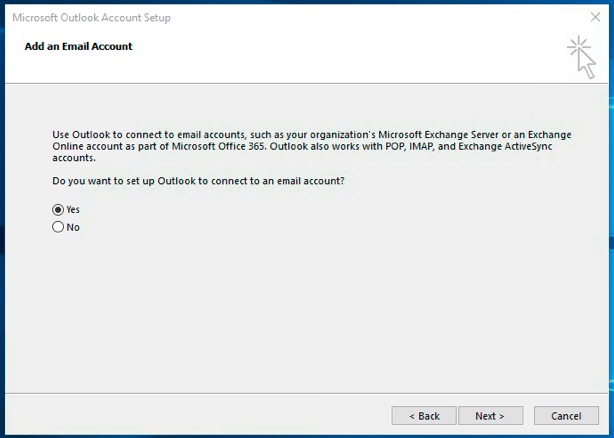 Microsoft Outlook Account Setup
Add an Email Account
Use Outlook to connect to email accounts, such as your organization's Microsoft Exchange Server or an Exchange
Online account as part of Microsoft Office 365. Outlook also works with POP, IMAP, and Exchange ActiveSync
accounts.
Do you want to set up Outlook to connect to an email account?
Yes
No
< Back Next > Cancel